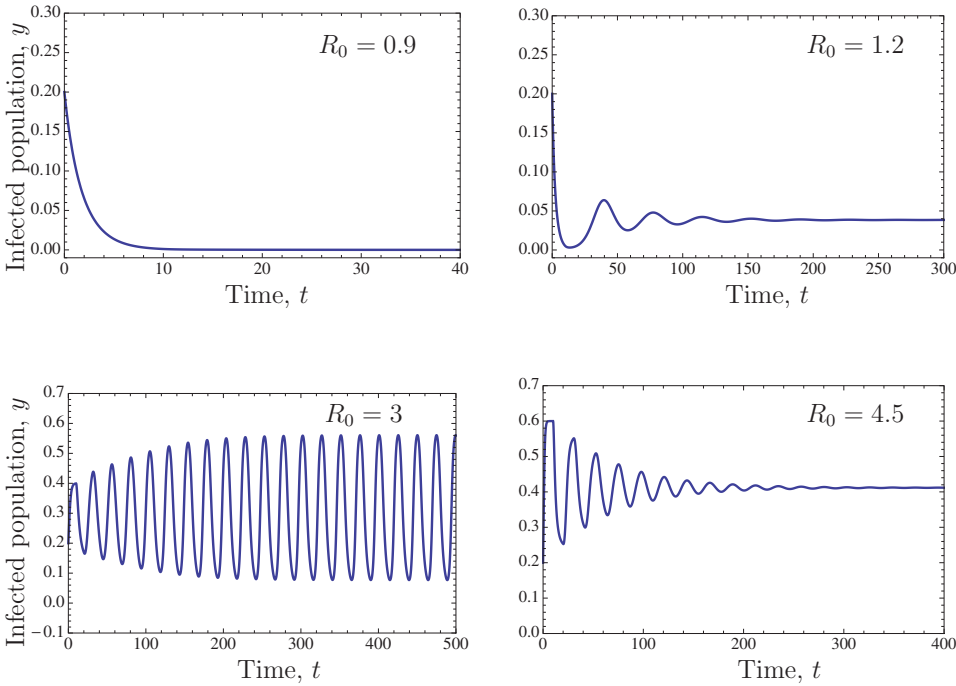 R₀ = 0.9
Infected population, y
0.30
0.25
0.20
0.15
0.10
0.05
0.00
0 10 20 30 40
Time, t
R₀ = 1.2
0.30
0.25
0.20
0.15
0.10
0.05
0.00
0 50 100 150 200 250 300
Time, t
R₀ = 3
Infected population, y
0.7
0.6
0.5
0.4
0.3
0.2
0.1
0.0
−0.1
0 100 200 300 400 500
Time, t
R₀ = 4.5
0.7
0.6
0.5
0.4
0.3
0.2
0.1
0.0
0 100 200 300 400
Time, t